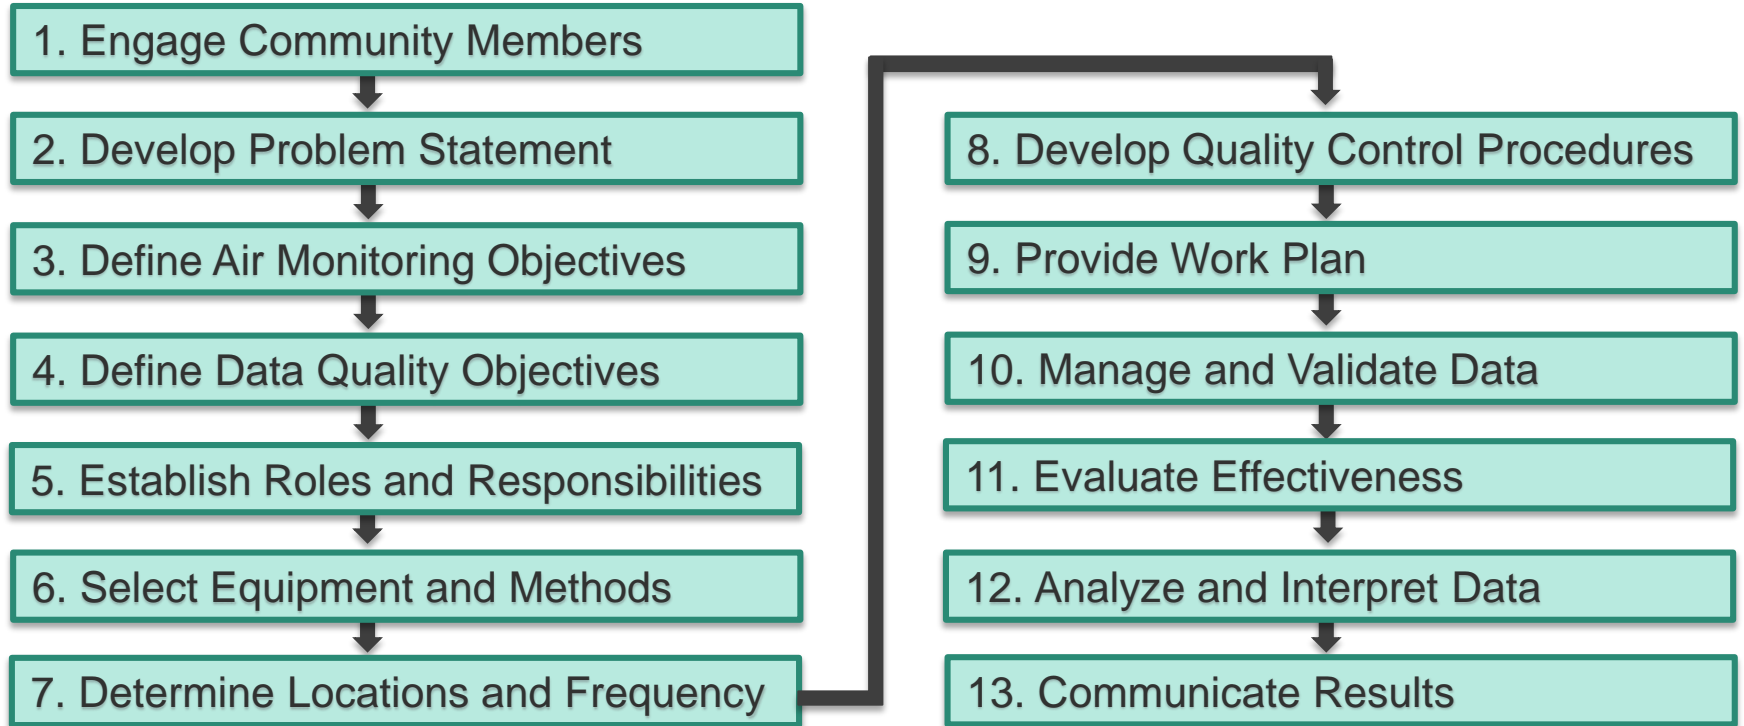 1. Engage Community Members
2. Develop Problem Statement
3. Define Air Monitoring Objectives
4. Define Data Quality Objectives
5. Establish Roles and Responsibilities
6. Select Equipment and Methods
7. Determine Locations and Frequency
8. Develop Quality Control Procedures
9. Provide Work Plan
10. Manage and Validate Data
11. Evaluate Effectiveness
12. Analyze and Interpret Data
13. Communicate Results